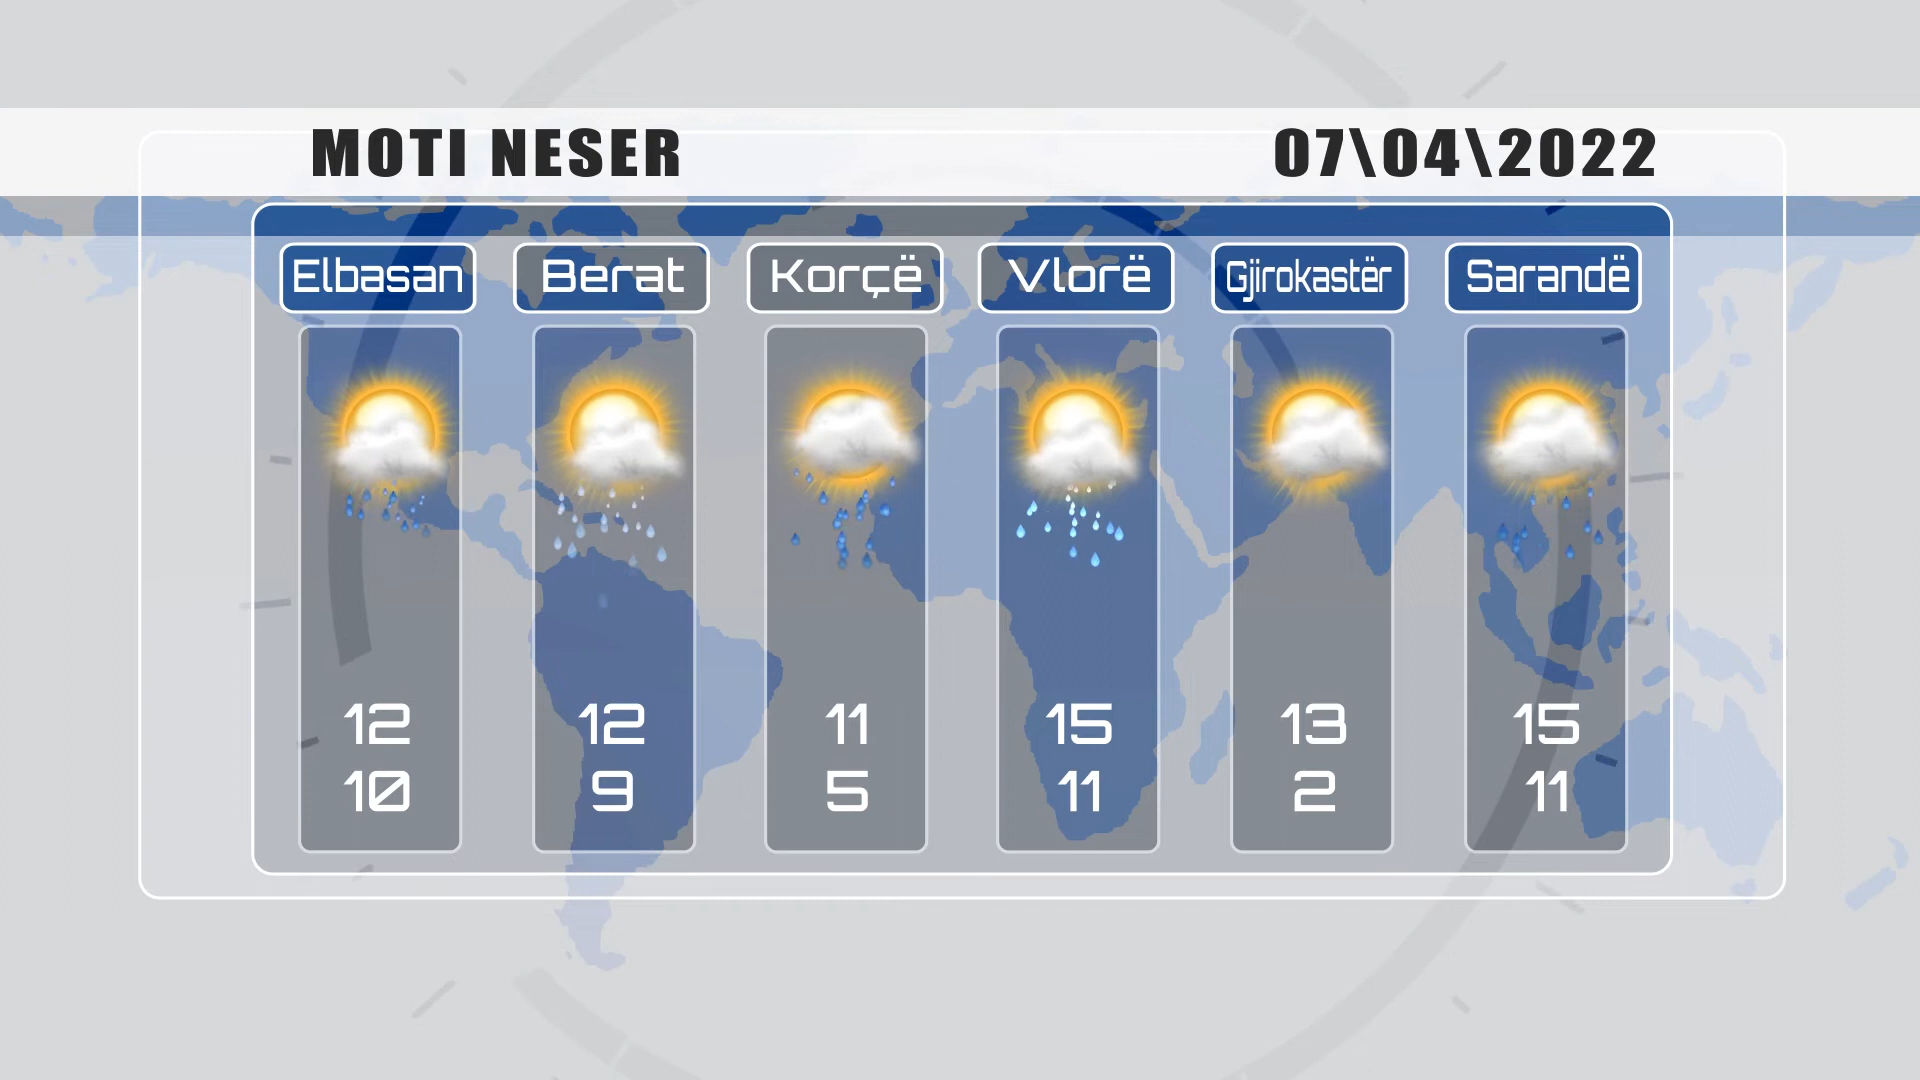 MOTI NESER 07\04\2022
Elbasan Berat Korçë Vlorë Gjirokastër Sarandë
12 12 11 15 13 15
10 9 5 11 2 11